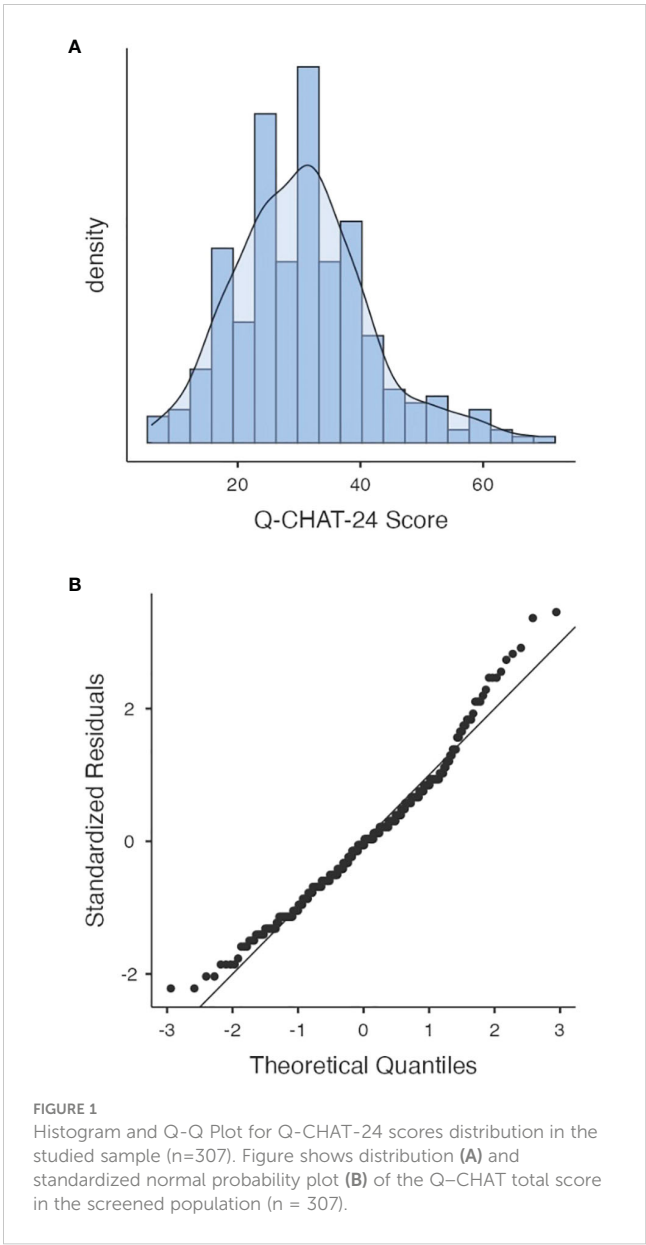 A
density
20 40 60
Q-CHAT-24 Score
B
Standardized Residuals
2
0
-2
-3 -2 -1 0 1 2 3
Theoretical Quantiles
FIGURE 1
Histogram and Q-Q Plot for Q-CHAT-24 scores distribution in the
studied sample (n=307). Figure shows distribution (A) and
standardized normal probability plot (B) of the Q–CHAT total score
in the screened population (n = 307).